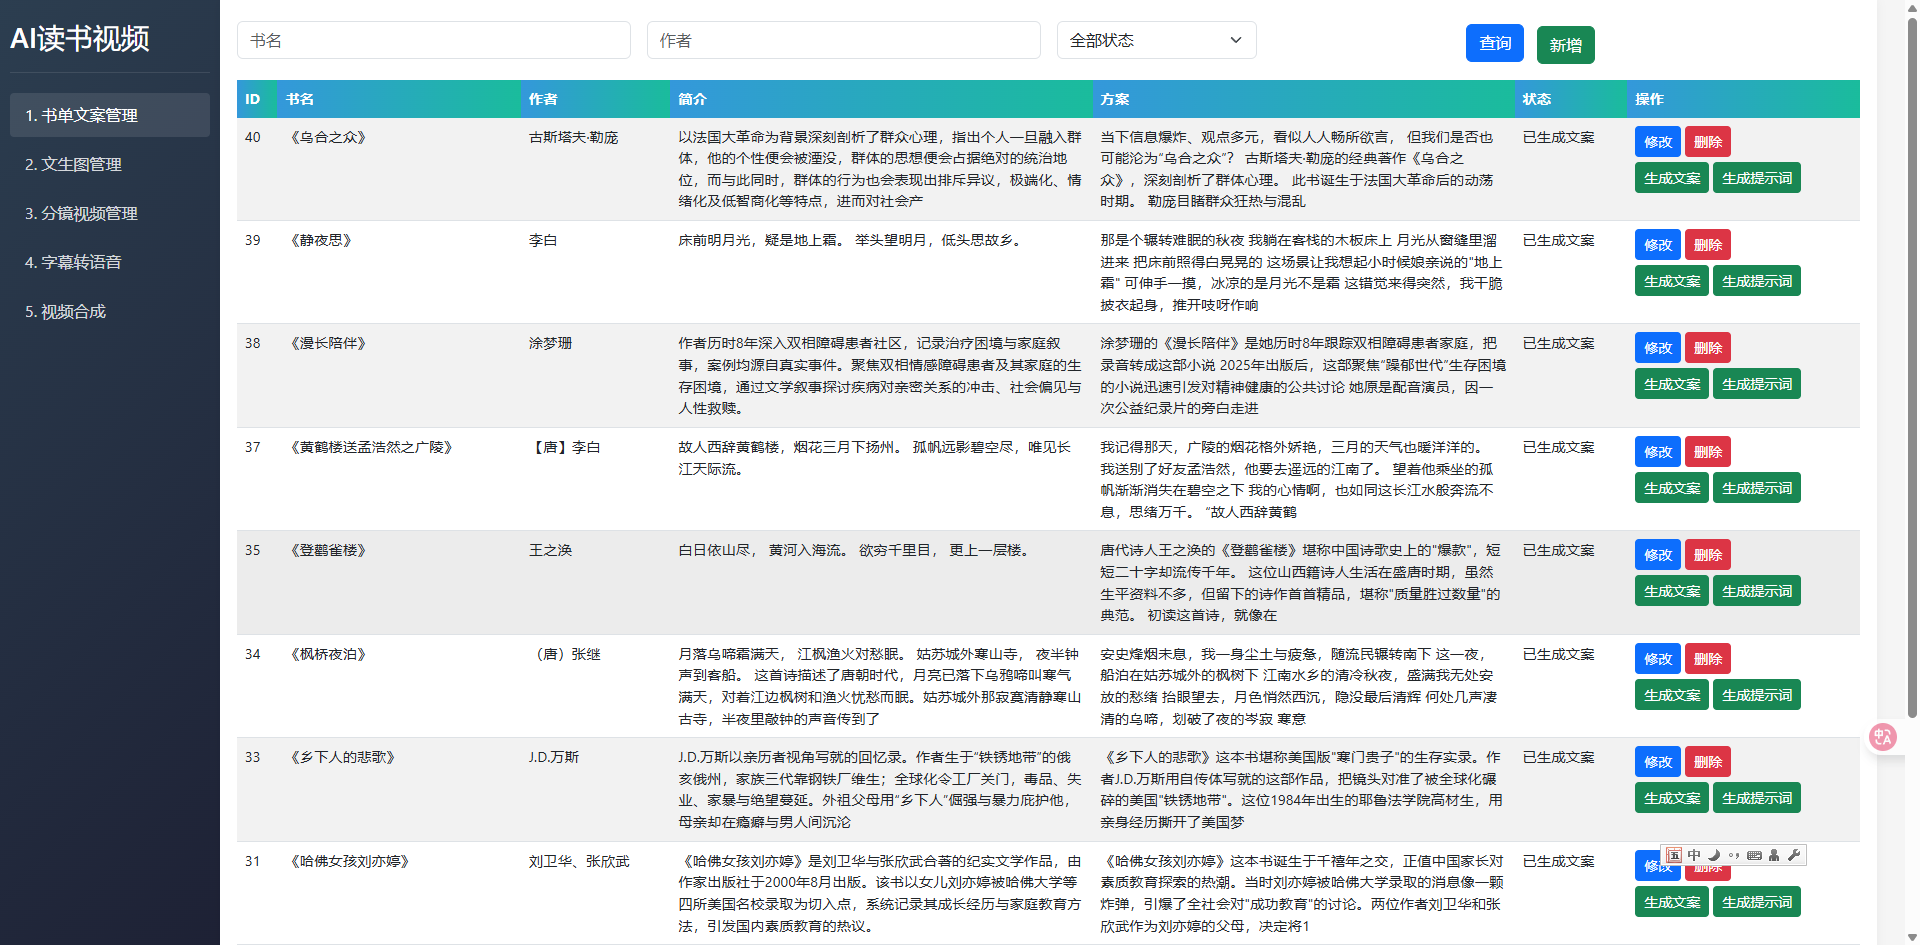 AI读书视频
1. 书单文案管理
2. 文生图管理
3. 分镜视频管理
4. 字幕转语音
5. 视频合成
书名
作者
全部状态
查询
新增
ID
书名
作者
简介
方案
状态
操作
40
《乌合之众》
古斯塔夫·勒庞
以法国大革命为背景深刻剖析了群众心理，指出个人一旦融入群
体，他的个性便会被湮没，群体的思想便会占据绝对的统治地
位，而与此同时，群体的行为也会表现出排斥异议，极端化、情
绪化及低智商化等特点，进而对社会产
当下信息爆炸、观点多元，看似人人畅所欲言， 但我们是否也
可能沦为“乌合之众”？ 古斯塔夫·勒庞的经典著作《乌合之
众》，深刻剖析了群体心理。 此书诞生于法国大革命后的动荡
时期。 勒庞目睹群众狂热与混乱
已生成文案
修改
删除
生成文案
生成提示词
39
《静夜思》
李白
床前明月光，疑是地上霜。 举头望明月，低头思故乡。
那是个辗转难眠的秋夜 我躺在客栈的木板床上 月光从窗缝里溜
进来 把床前照得白晃晃的 这场景让我想起小时候娘亲说的"地上
霜" 可伸手一摸，冰凉的是月光不是霜 这错觉来得突然，我干脆
披衣起身，推开吱呀作响
已生成文案
修改
删除
生成文案
生成提示词
38
《漫长陪伴》
涂梦珊
作者历时8年深入双相障碍患者社区，记录治疗困境与家庭叙
事，案例均源自真实事件。聚焦双相情感障碍患者及其家庭的生
存困境，通过文学叙事探讨疾病对亲密关系的冲击、社会偏见与
人性救赎。
涂梦珊的《漫长陪伴》是她历时8年跟踪双相障碍患者家庭，把
录音转成这部小说 2025年出版后，这部聚焦“躁郁世代”生存困境
的小说迅速引发对精神健康的公共讨论 她原是配音演员，因一
次公益纪录片的旁白走进
已生成文案
修改
删除
生成文案
生成提示词
37
《黄鹤楼送孟浩然之广陵》
【唐】李白
故人西辞黄鹤楼，烟花三月下扬州。 孤帆远影碧空尽，唯见长
江天际流。
我记得那天，广陵的烟花格外娇艳，三月的天气也暖洋洋的。
我送别了好友孟浩然，他要去遥远的江南了。 望着他乘坐的孤
帆渐渐消失在碧空之下 我的心情啊，也如同这长江水般奔流不
息，思绪万千。 “故人西辞黄鹤
已生成文案
修改
删除
生成文案
生成提示词
35
《登鹳雀楼》
王之涣
白日依山尽， 黄河入海流。 欲穷千里目， 更上一层楼。
唐代诗人王之涣的《登鹳雀楼》堪称中国诗歌史上的"爆款"，短
短二十字却流传千年。 这位山西籍诗人生活在盛唐时期，虽然
生平资料不多，但留下的诗作首首精品，堪称"质量胜过数量"的
典范。 初读这首诗，就像在
已生成文案
修改
删除
生成文案
生成提示词
34
《枫桥夜泊》
（唐）张继
月落乌啼霜满天， 江枫渔火对愁眠。 姑苏城外寒山寺， 夜半钟
声到客船。 这首诗描述了唐朝时代，月亮已落下乌鸦啼叫寒气
满天，对着江边枫树和渔火忧愁而眠。姑苏城外那寂寞清静寒山
古寺，半夜里敲钟的声音传到了
安史烽烟未息，我一身尘土与疲惫，随流民辗转南下 这一夜，
船泊在姑苏城外的枫树下 江南水乡的清冷秋夜，盛满我无处安
放的愁绪 抬眼望去，月色悄然西沉，隐没最后清辉 何处几声凄
清的乌啼，划破了夜的岑寂 寒意
已生成文案
修改
删除
生成文案
生成提示词
33
《乡下人的悲歌》
J.D.万斯
J.D.万斯以亲历者视角写就的回忆录。作者生于“铁锈地带”的俄
亥俄州，家族三代靠钢铁厂维生；全球化令工厂关门，毒品、失
业、家暴与绝望蔓延。外祖父母用“乡下人”倔强与暴力庇护他，
母亲却在瘾癖与男人间沉沦
《乡下人的悲歌》这本书堪称美国版"寒门贵子"的生存实录。作
者J.D.万斯用自传体写就的这部作品，把镜头对准了被全球化碾
碎的美国"铁锈地带"。这位1984年出生的耶鲁法学院高材生，用
亲身经历撕开了美国梦
已生成文案
修改
删除
生成文案
生成提示词
31
《哈佛女孩刘亦婷》
刘卫华、张欣武
《哈佛女孩刘亦婷》是刘卫华与张欣武合著的纪实文学作品，由
作家出版社于2000年8月出版。该书以女儿刘亦婷被哈佛大学等
四所美国名校录取为切入点，系统记录其成长经历与家庭教育方
法，引发国内素质教育的热议。
《哈佛女孩刘亦婷》这本书诞生于千禧年之交，正值中国家长对
素质教育探索的热潮。当时刘亦婷被哈佛大学录取的消息像一颗
炸弹，引爆了全社会对"成功教育"的讨论。两位作者刘卫华和张
欣武作为刘亦婷的父母，决定将1
已生成文案
五 中
修改
删除
生成文案
生成提示词